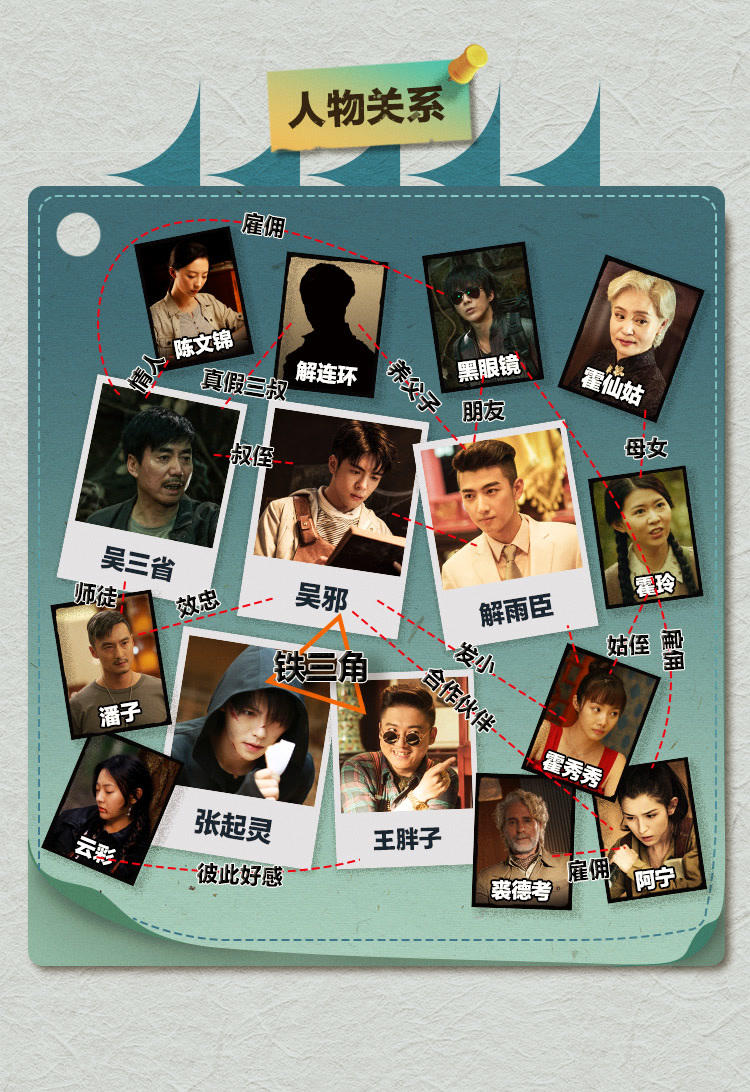 人物关系
雇佣
陈文锦
解连环
黑眼镜
霍仙姑
情人
真假三叔
养父子
朋友
母女
叔侄
吴三省
吴邪
解雨臣
霍玲
师徒
效忠
铁三角
发小
合作伙伴
姑侄
雇佣
潘子
张起灵
王胖子
霍秀秀
云彩
彼此好感
裘德考
雇佣
阿宁